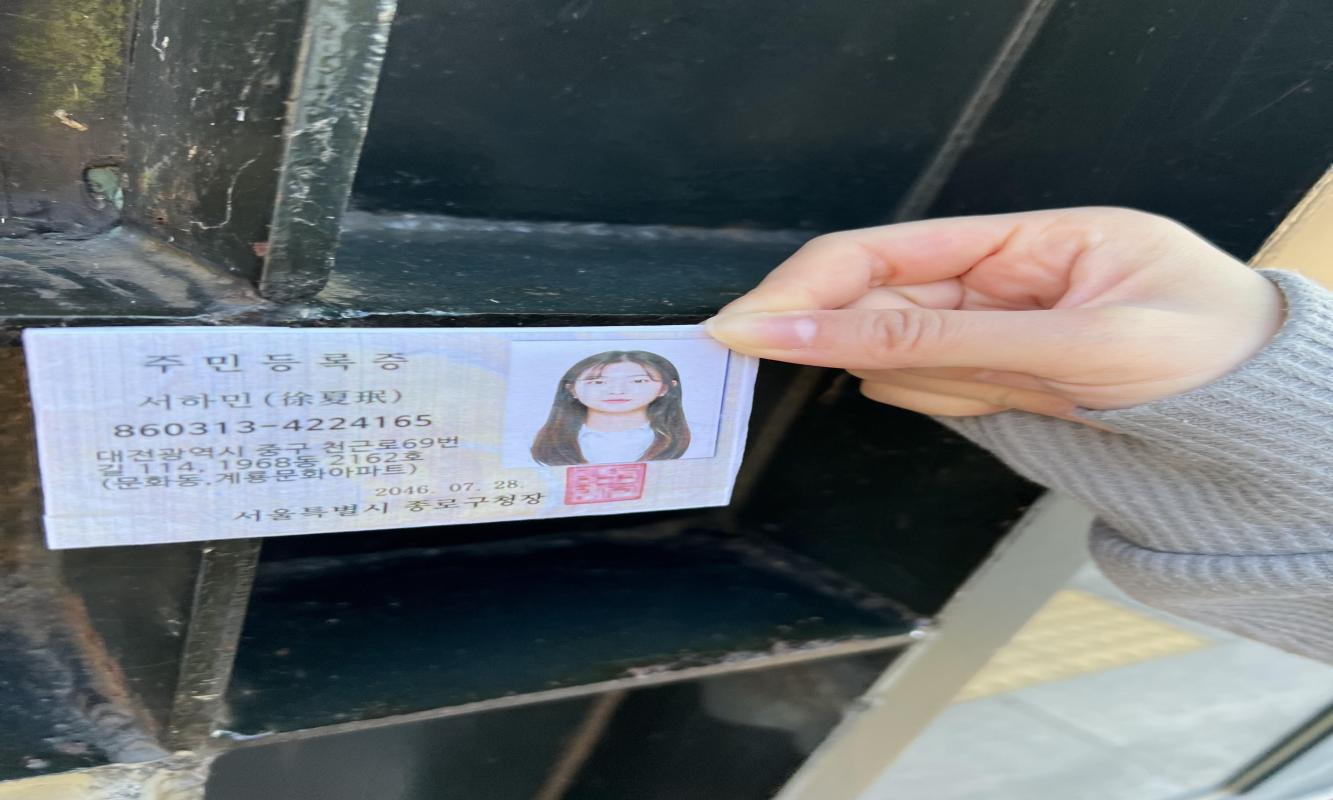 주민등록증
서하민(徐夏珉)
860313-4224165
대전광역시 중구 천근로69번
길 114, 1968동 2162호
(문화동,계룡문화아파트)
2046. 07. 28.
서울특별시 종로구청장